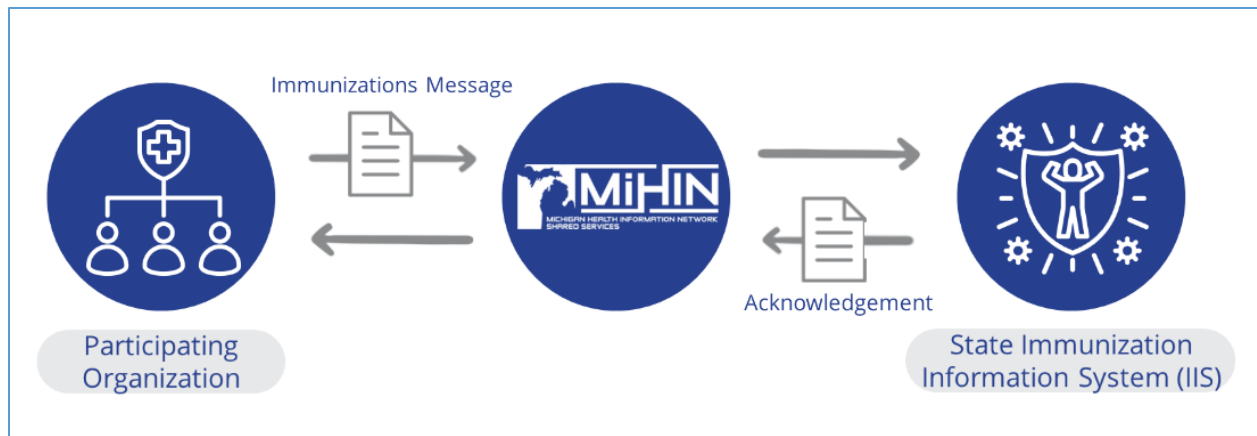 Immunizations Message
MiHIN
MICHIGAN HEALTH INFORMATION NETWORK
SHARED SERVICES
Acknowledgement
Participating
Organization
State Immunization
Information System (IIS)